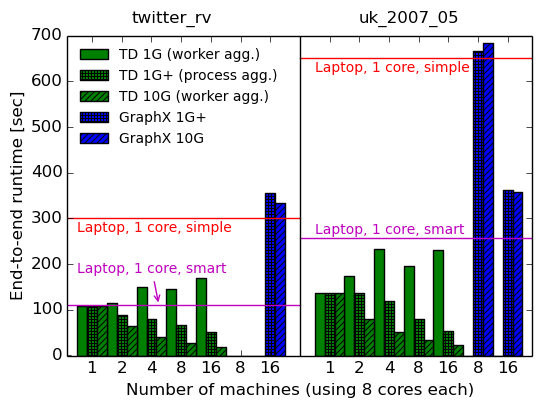 twitter_rv uk_2007_05
700
600
500
400
300
200
100
0
End-to-end runtime [sec]
TD 1G (worker agg.)
TD 1G+ (process agg.)
TD 10G (worker agg.)
GraphX 1G+
GraphX 10G
Laptop, 1 core, simple
Laptop, 1 core, smart
Laptop, 1 core, simple
Laptop, 1 core, smart
1 2 4 8 16 8 16 1 2 4 8 16 8 16
Number of machines (using 8 cores each)